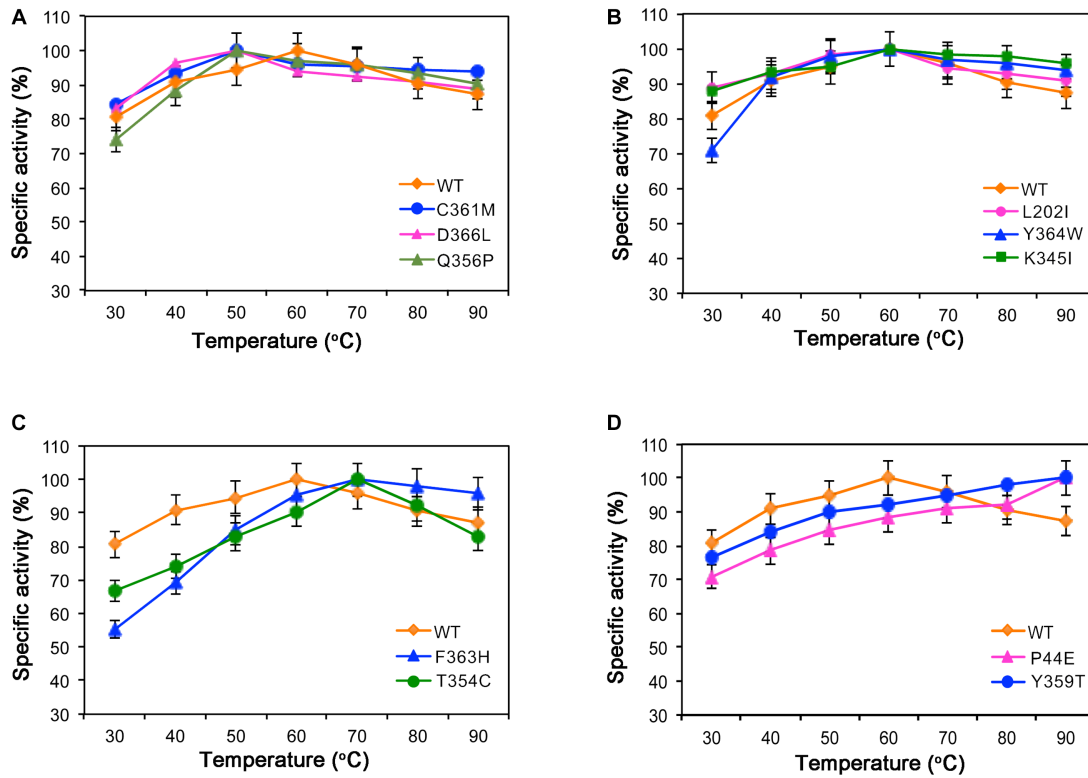 A
Specific activity (%)
110
100
90
80
70
60
50
40
30
WT
C361M
D366L
Q356P
30 40 50 60 70 80 90
Temperature (°C)
B
Specific activity (%)
110
100
90
80
70
60
50
40
30
WT
L202I
Y364W
K345I
30 40 50 60 70 80 90
Temperature (°C)
C
Specific activity (%)
110
100
90
80
70
60
50
40
30
WT
F363H
T354C
30 40 50 60 70 80 90
Temperature (°C)
D
Specific activity (%)
110
100
90
80
70
60
50
40
30
WT
P44E
Y359T
30 40 50 60 70 80 90
Temperature (°C)